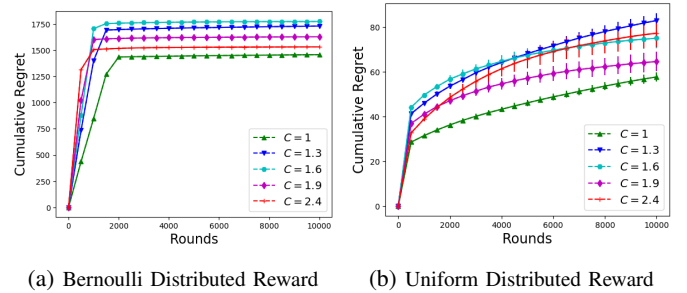 Cumulative Regret
1750
1500
1250
1000
750
500
250
0
C = 1
C = 1.3
C = 1.6
C = 1.9
C = 2.4
0 2000 4000 6000 8000 10000
Rounds
(a) Bernoulli Distributed Reward
Cumulative Regret
80
60
40
20
0
C = 1
C = 1.3
C = 1.6
C = 1.9
C = 2.4
0 2000 4000 6000 8000 10000
Rounds
(b) Uniform Distributed Reward